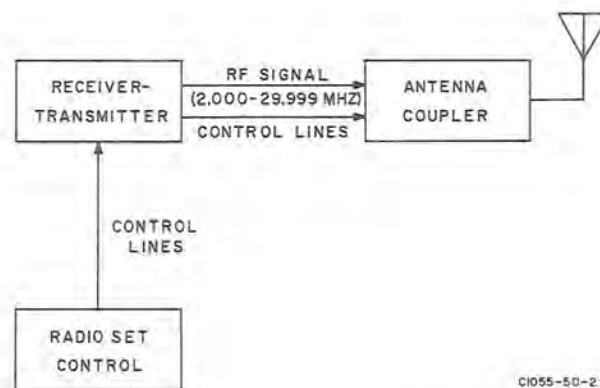 RECEIVER-
TRANSMITTER
RF SIGNAL
(2.000-29.999 MHZ)
CONTROL LINES
ANTENNA
COUPLER
CONTROL
LINES
RADIO SET
CONTROL
C1055-50-2